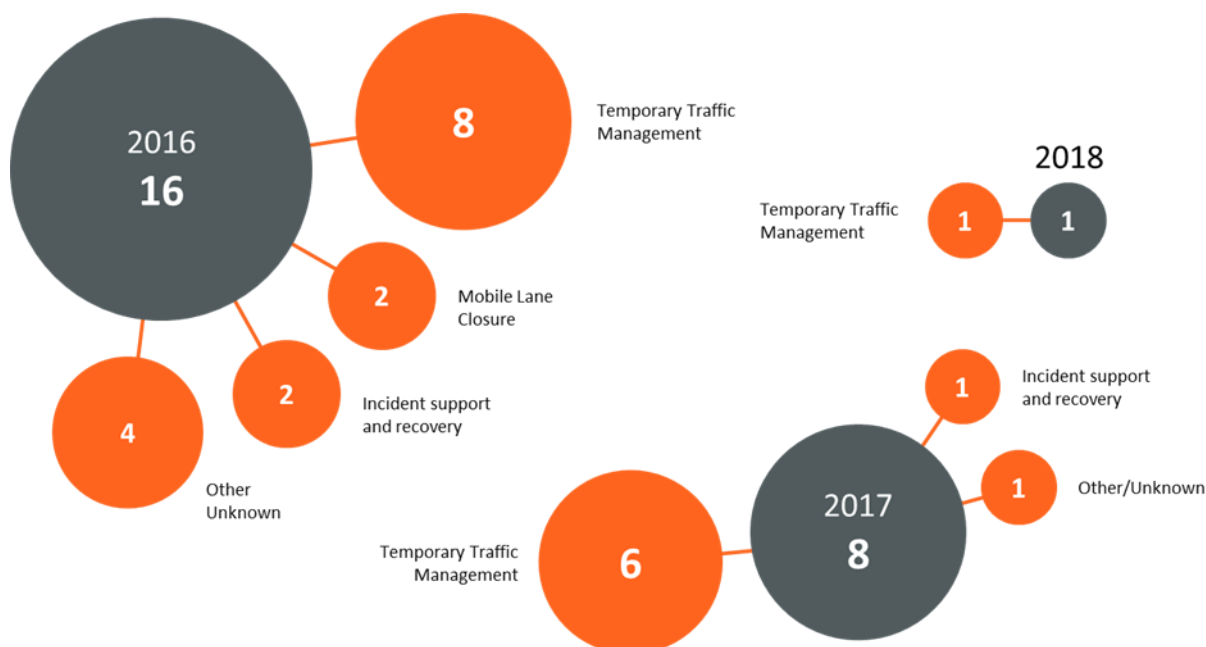 2016
16
8
Temporary Traffic
Management
2
Mobile Lane
Closure
2
Incident support
and recovery
4
Other
Unknown
2018
1
Temporary Traffic
Management
1
2017
8
1
Incident support
and recovery
1
Other/Unknown
6
Temporary Traffic
Management